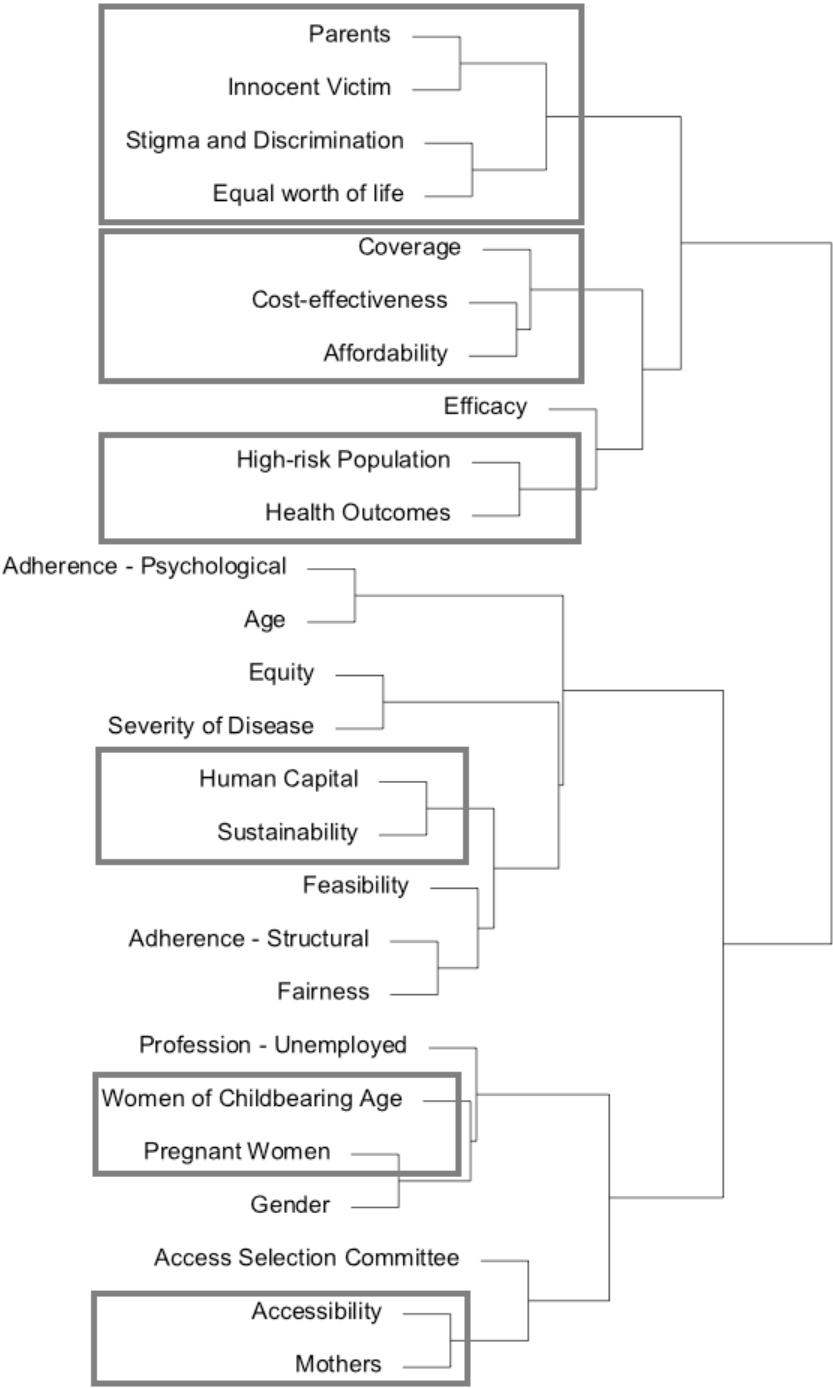 Parents
Innocent Victim
Stigma and Discrimination
Equal worth of life
Coverage
Cost-effectiveness
Affordability
Efficacy
High-risk Population
Health Outcomes
Adherence - Psychological
Age
Equity
Severity of Disease
Human Capital
Sustainability
Feasibility
Adherence - Structural
Fairness
Profession - Unemployed
Women of Childbearing Age
Pregnant Women
Gender
Access Selection Committee
Accessibility
Mothers